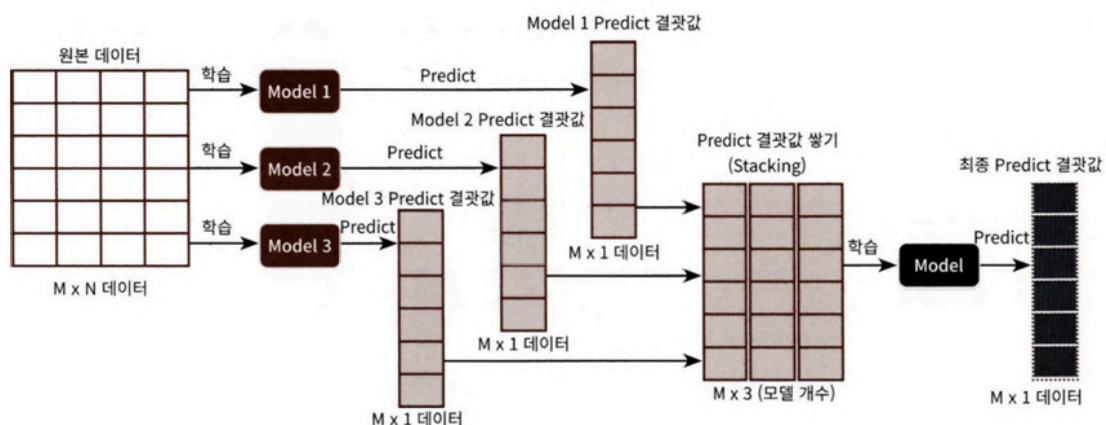 원본 데이터
학습
Model 1
Predict
Model 1 Predict 결괏값
학습
Model 2
Predict
Model 2 Predict 결괏값
학습
Model 3
Predict
Model 3 Predict 결괏값
M x N 데이터
M x 1 데이터
M x 1 데이터
M x 1 데이터
Predict 결괏값 쌓기
(Stacking)
M x 3 (모델 개수)
학습
Model
Predict
최종 Predict 결괏값
M x 1 데이터